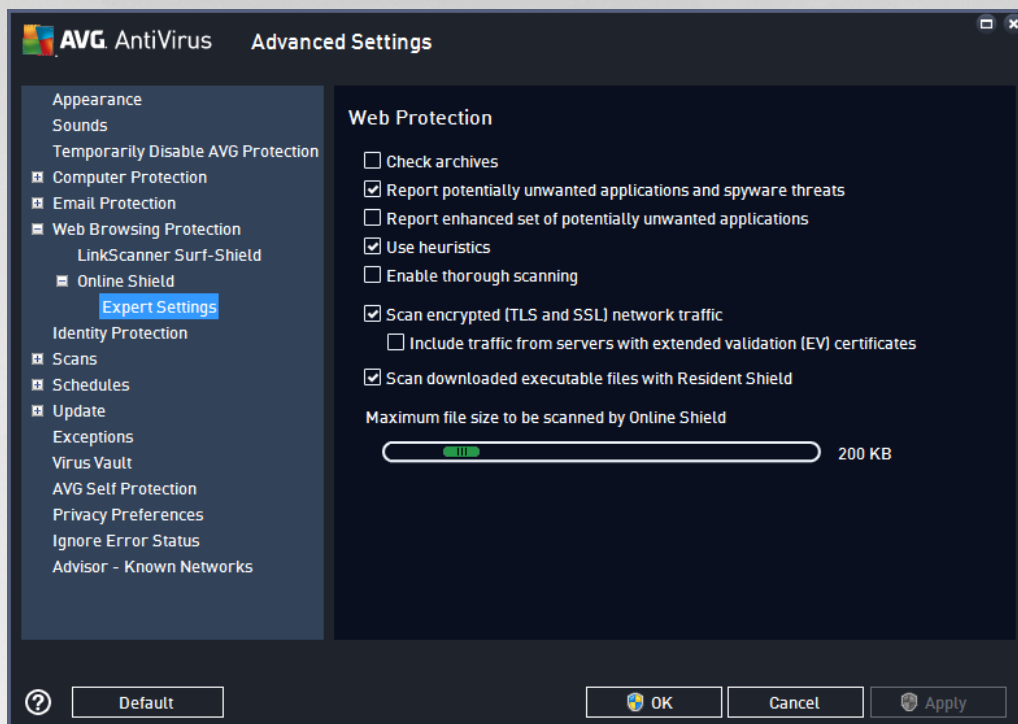 AVG. AntiVirus Advanced Settings
Appearance
Sounds
Temporarily Disable AVG Protection
Computer Protection
Email Protection
Web Browsing Protection
LinkScanner Surf-Shield
Online Shield
Expert Settings
Identity Protection
Scans
Schedules
Update
Exceptions
Virus Vault
AVG Self Protection
Privacy Preferences
Ignore Error Status
Advisor - Known Networks
Web Protection
Check archives
Report potentially unwanted applications and spyware threats
Report enhanced set of potentially unwanted applications
Use heuristics
Enable thorough scanning
Scan encrypted (TLS and SSL) network traffic
Include traffic from servers with extended validation (EV) certificates
Scan downloaded executable files with Resident Shield
Maximum file size to be scanned by Online Shield
200 KB
? Default OK Cancel Apply